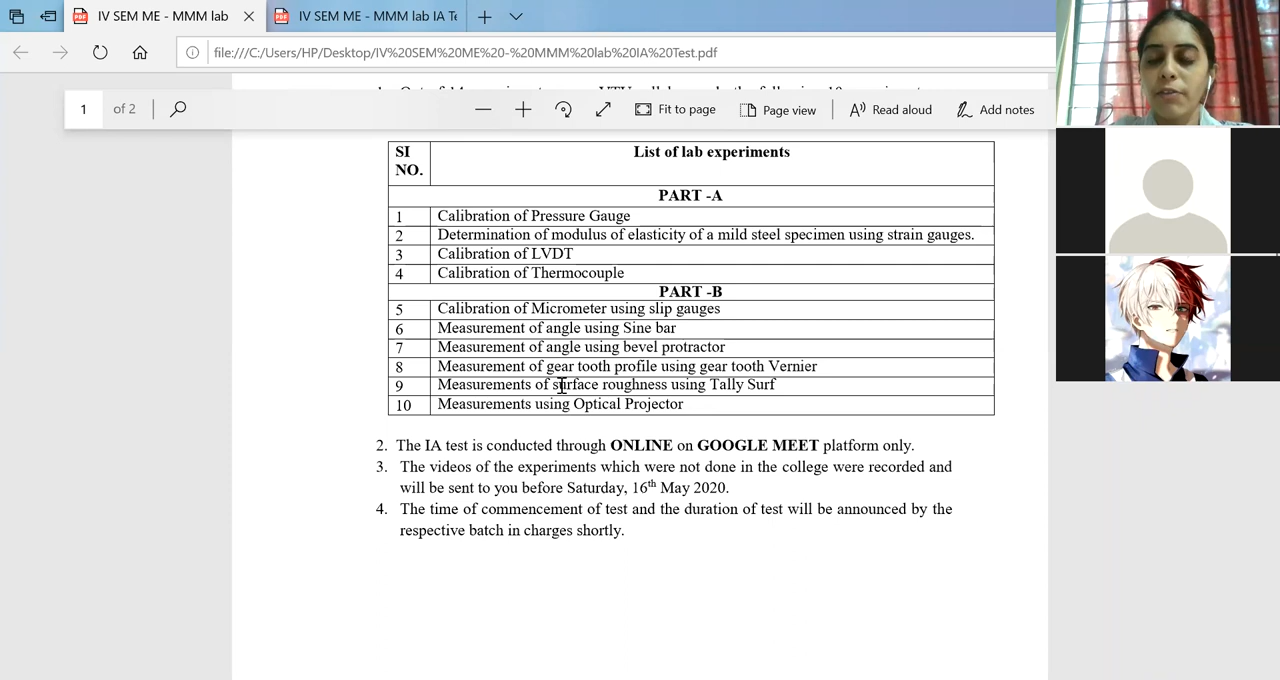 IV SEM ME - MMM lab
IV SEM ME - MMM lab IA Te
file:///C:/Users/HP/Desktop/IV%20SEM%20ME%20-%20MMM%20lab%20IA%20Test.pdf
1 of 2
Fit to page
Page view
Read aloud
Add notes
SI NO.
List of lab experiments
PART -A
1 Calibration of Pressure Gauge
2 Determination of modulus of elasticity of a mild steel specimen using strain gauges.
3 Calibration of LVDT
4 Calibration of Thermocouple
PART -B
5 Calibration of Micrometer using slip gauges
6 Measurement of angle using Sine bar
7 Measurement of angle using bevel protractor
8 Measurement of gear tooth profile using gear tooth Vernier
9 Measurements of surface roughness using Tally Surf
10 Measurements using Optical Projector
2. The IA test is conducted through ONLINE on GOOGLE MEET platform only.
3. The videos of the experiments which were not done in the college were recorded and
will be sent to you before Saturday, 16th May 2020.
4. The time of commencement of test and the duration of test will be announced by the
respective batch in charges shortly.